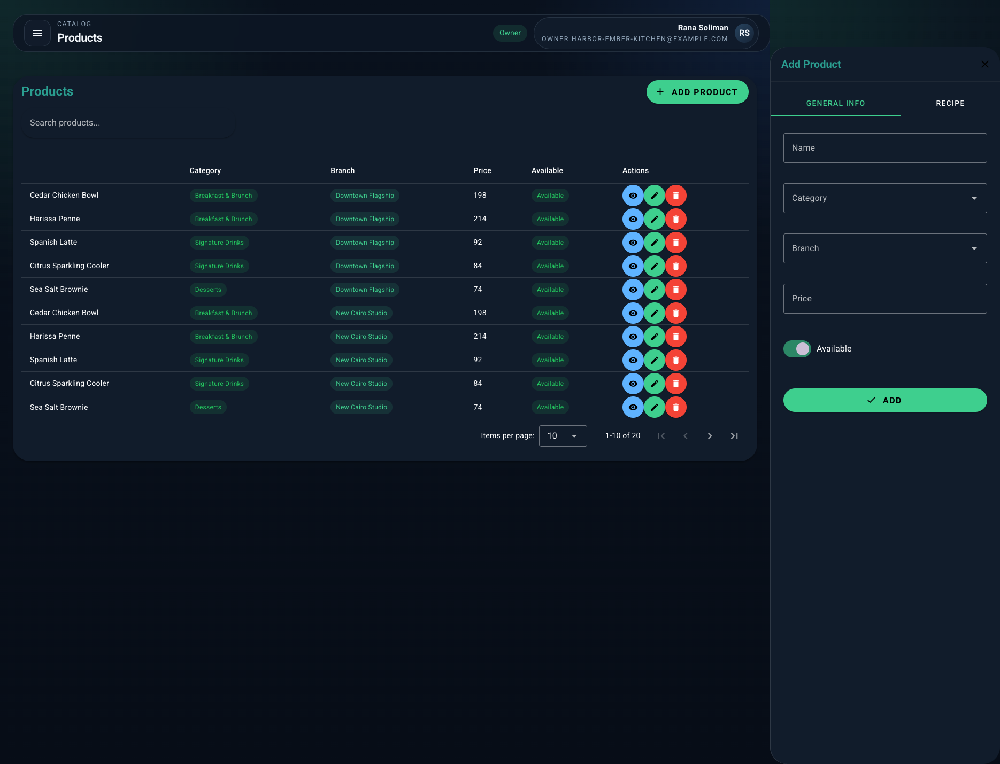 CATALOG
Products
Owner
Rana Soliman
OWNER.HARBOR-EMBER-KITCHEN@EXAMPLE.COM
RS
Products
ADD PRODUCT
Search products...
Category Branch Price Available Actions
Cedar Chicken Bowl Breakfast & Brunch Downtown Flagship 198 Available
Harissa Penne Breakfast & Brunch Downtown Flagship 214 Available
Spanish Latte Signature Drinks Downtown Flagship 92 Available
Citrus Sparkling Cooler Signature Drinks Downtown Flagship 84 Available
Sea Salt Brownie Desserts Downtown Flagship 74 Available
Cedar Chicken Bowl Breakfast & Brunch New Cairo Studio 198 Available
Harissa Penne Breakfast & Brunch New Cairo Studio 214 Available
Spanish Latte Signature Drinks New Cairo Studio 92 Available
Citrus Sparkling Cooler Signature Drinks New Cairo Studio 84 Available
Sea Salt Brownie Desserts New Cairo Studio 74 Available
Items per page: 10 1-10 of 20
Add Product
GENERAL INFO RECIPE
Name
Category
Branch
Price
Available
ADD